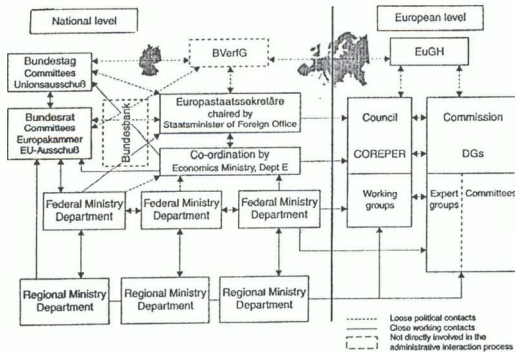 National level
European level
BVerfG
EuGH
Bundestag
Committees
Unionsausschuß
Bundesrat
Committees
Europakammer
EU-Ausschuß
Bundesbank
Europastaatssekretäre
chaired by
Staatsminister of Foreign Office
Co-ordination by
Economics Ministry, Dept E
Council
COREPER
Working
groups
Commission
DGs
Expert
groups
Committees
Federal Ministry
Department
Federal Ministry
Department
Federal Ministry
Department
Regional Ministry
Department
Regional Ministry
Department
Regional Ministry
Department
Loose political contacts
Close working contacts
Not directly involved in the
administrative interaction process